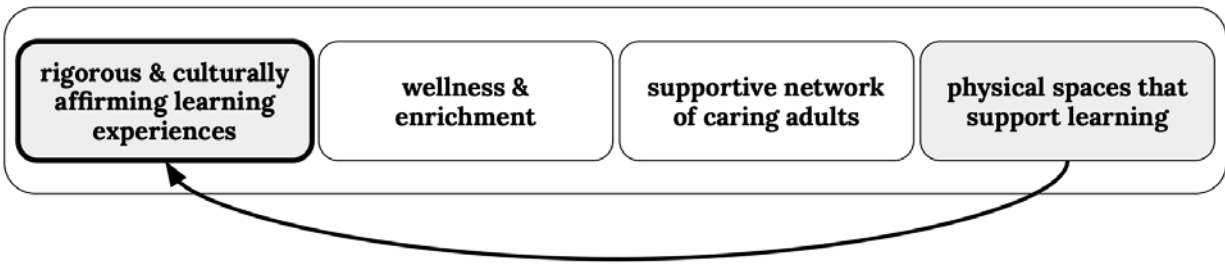 rigorous & culturally
affirming learning
experiences
wellness &
enrichment
supportive network
of caring adults
physical spaces that
support learning